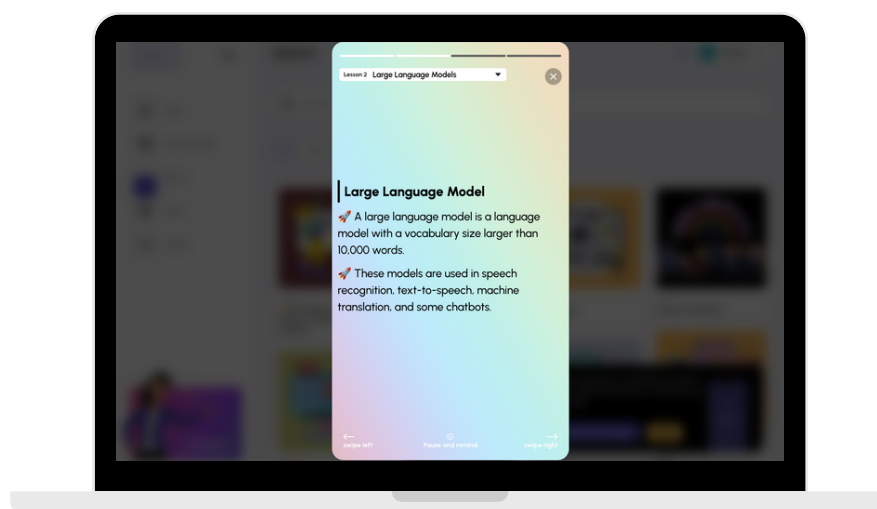 Lesson 2 Large Language Models
Large Language Model
🚀 A large language model is a language
model with a vocabulary size larger than
10,000 words.
🚀 These models are used in speech
recognition, text-to-speech, machine
translation, and some chatbots.
swipe left Pause and remind swipe right